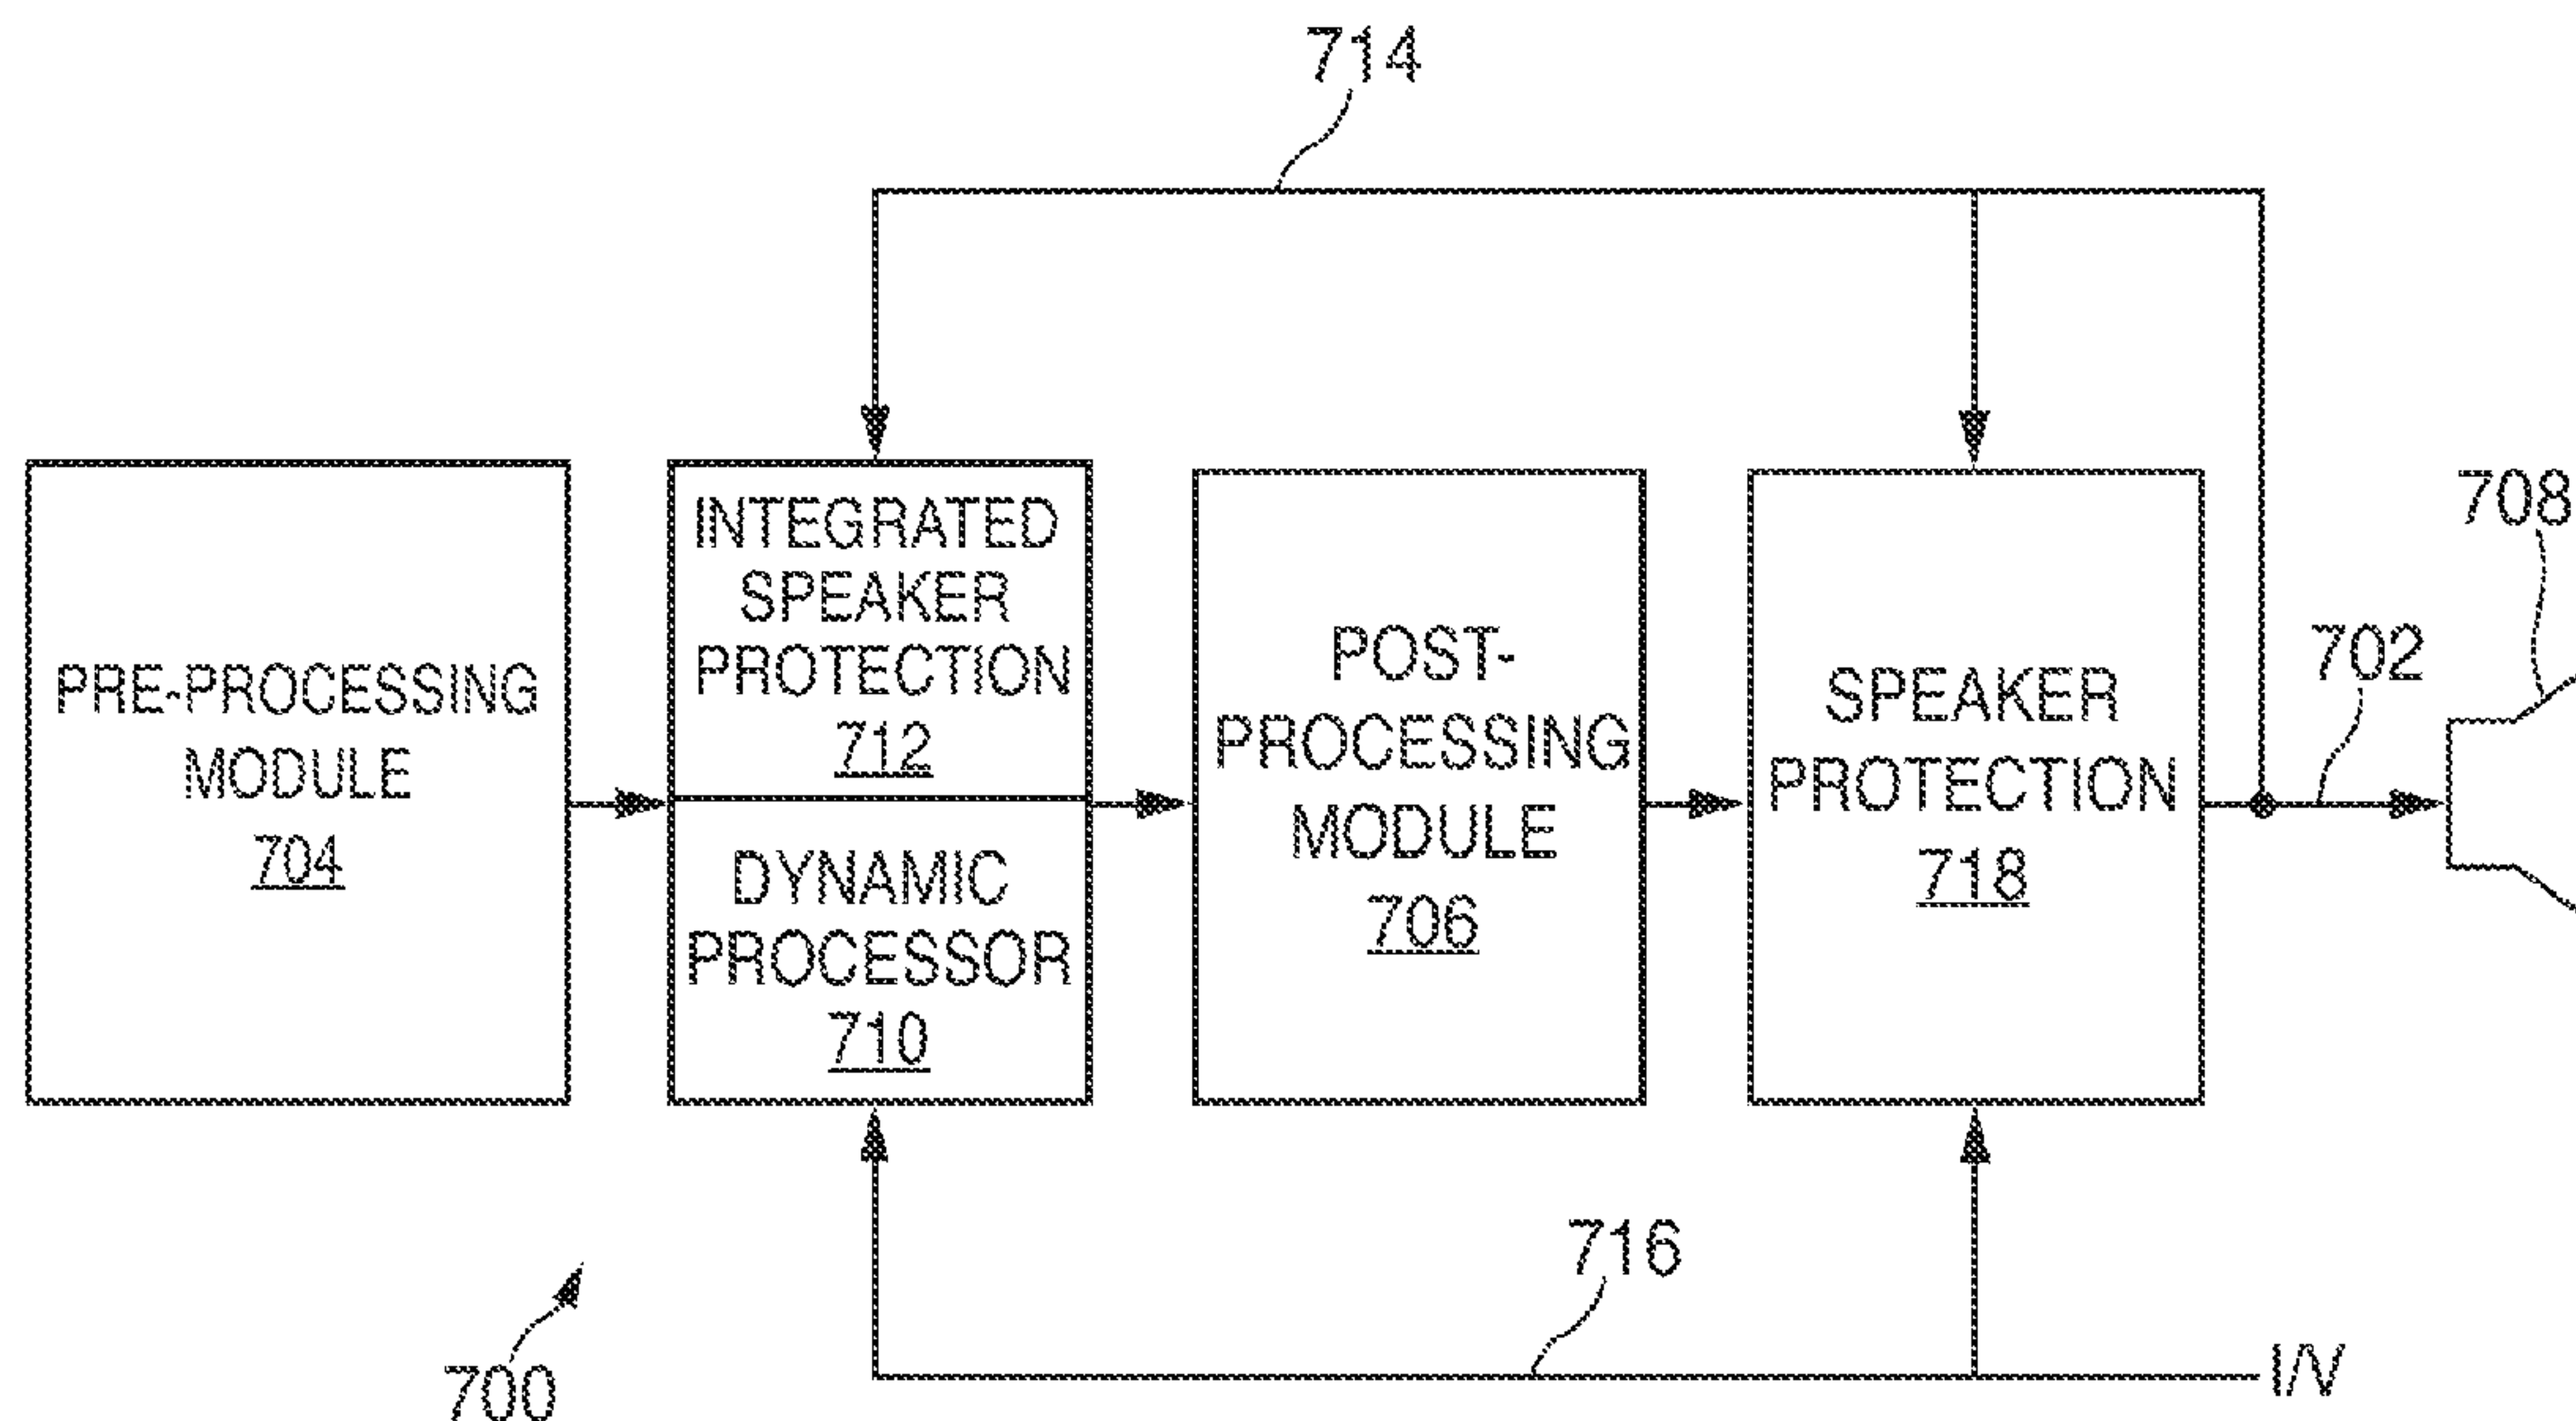 714
INTEGRATED
SPEAKER
PROTECTION
712
PRE-PROCESSING
MODULE
704
DYNAMIC
PROCESSOR
710
POST-
PROCESSING
MODULE
706
SPEAKER
PROTECTION
718
702
708
716
700
I/V